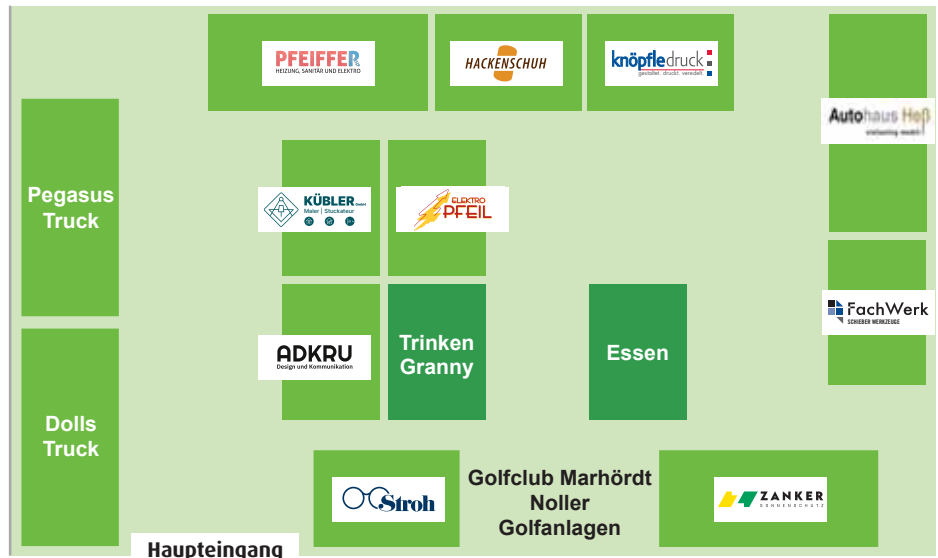 PFEIFFER
HEIZUNG, SANITÄR UND ELEKTRO
HACKENSCHUH
knöpfledruck
gestaltet. druckt. veredelt.
Autohaus Heß
Pegasus
Truck
KÜBLER GmbH
Maler | Stuckateur
ELEKTRO
PFEIL
FachWerk
SCHIEBER WERKZEUGE
ADKRU
Design und Kommunikation
Trinken
Granny
Essen
Dolls
Truck
Stroh
Golfclub Marhördt
Noller
Golfanlagen
ZANKER
SONNENSCHUTZ
Haupteingang